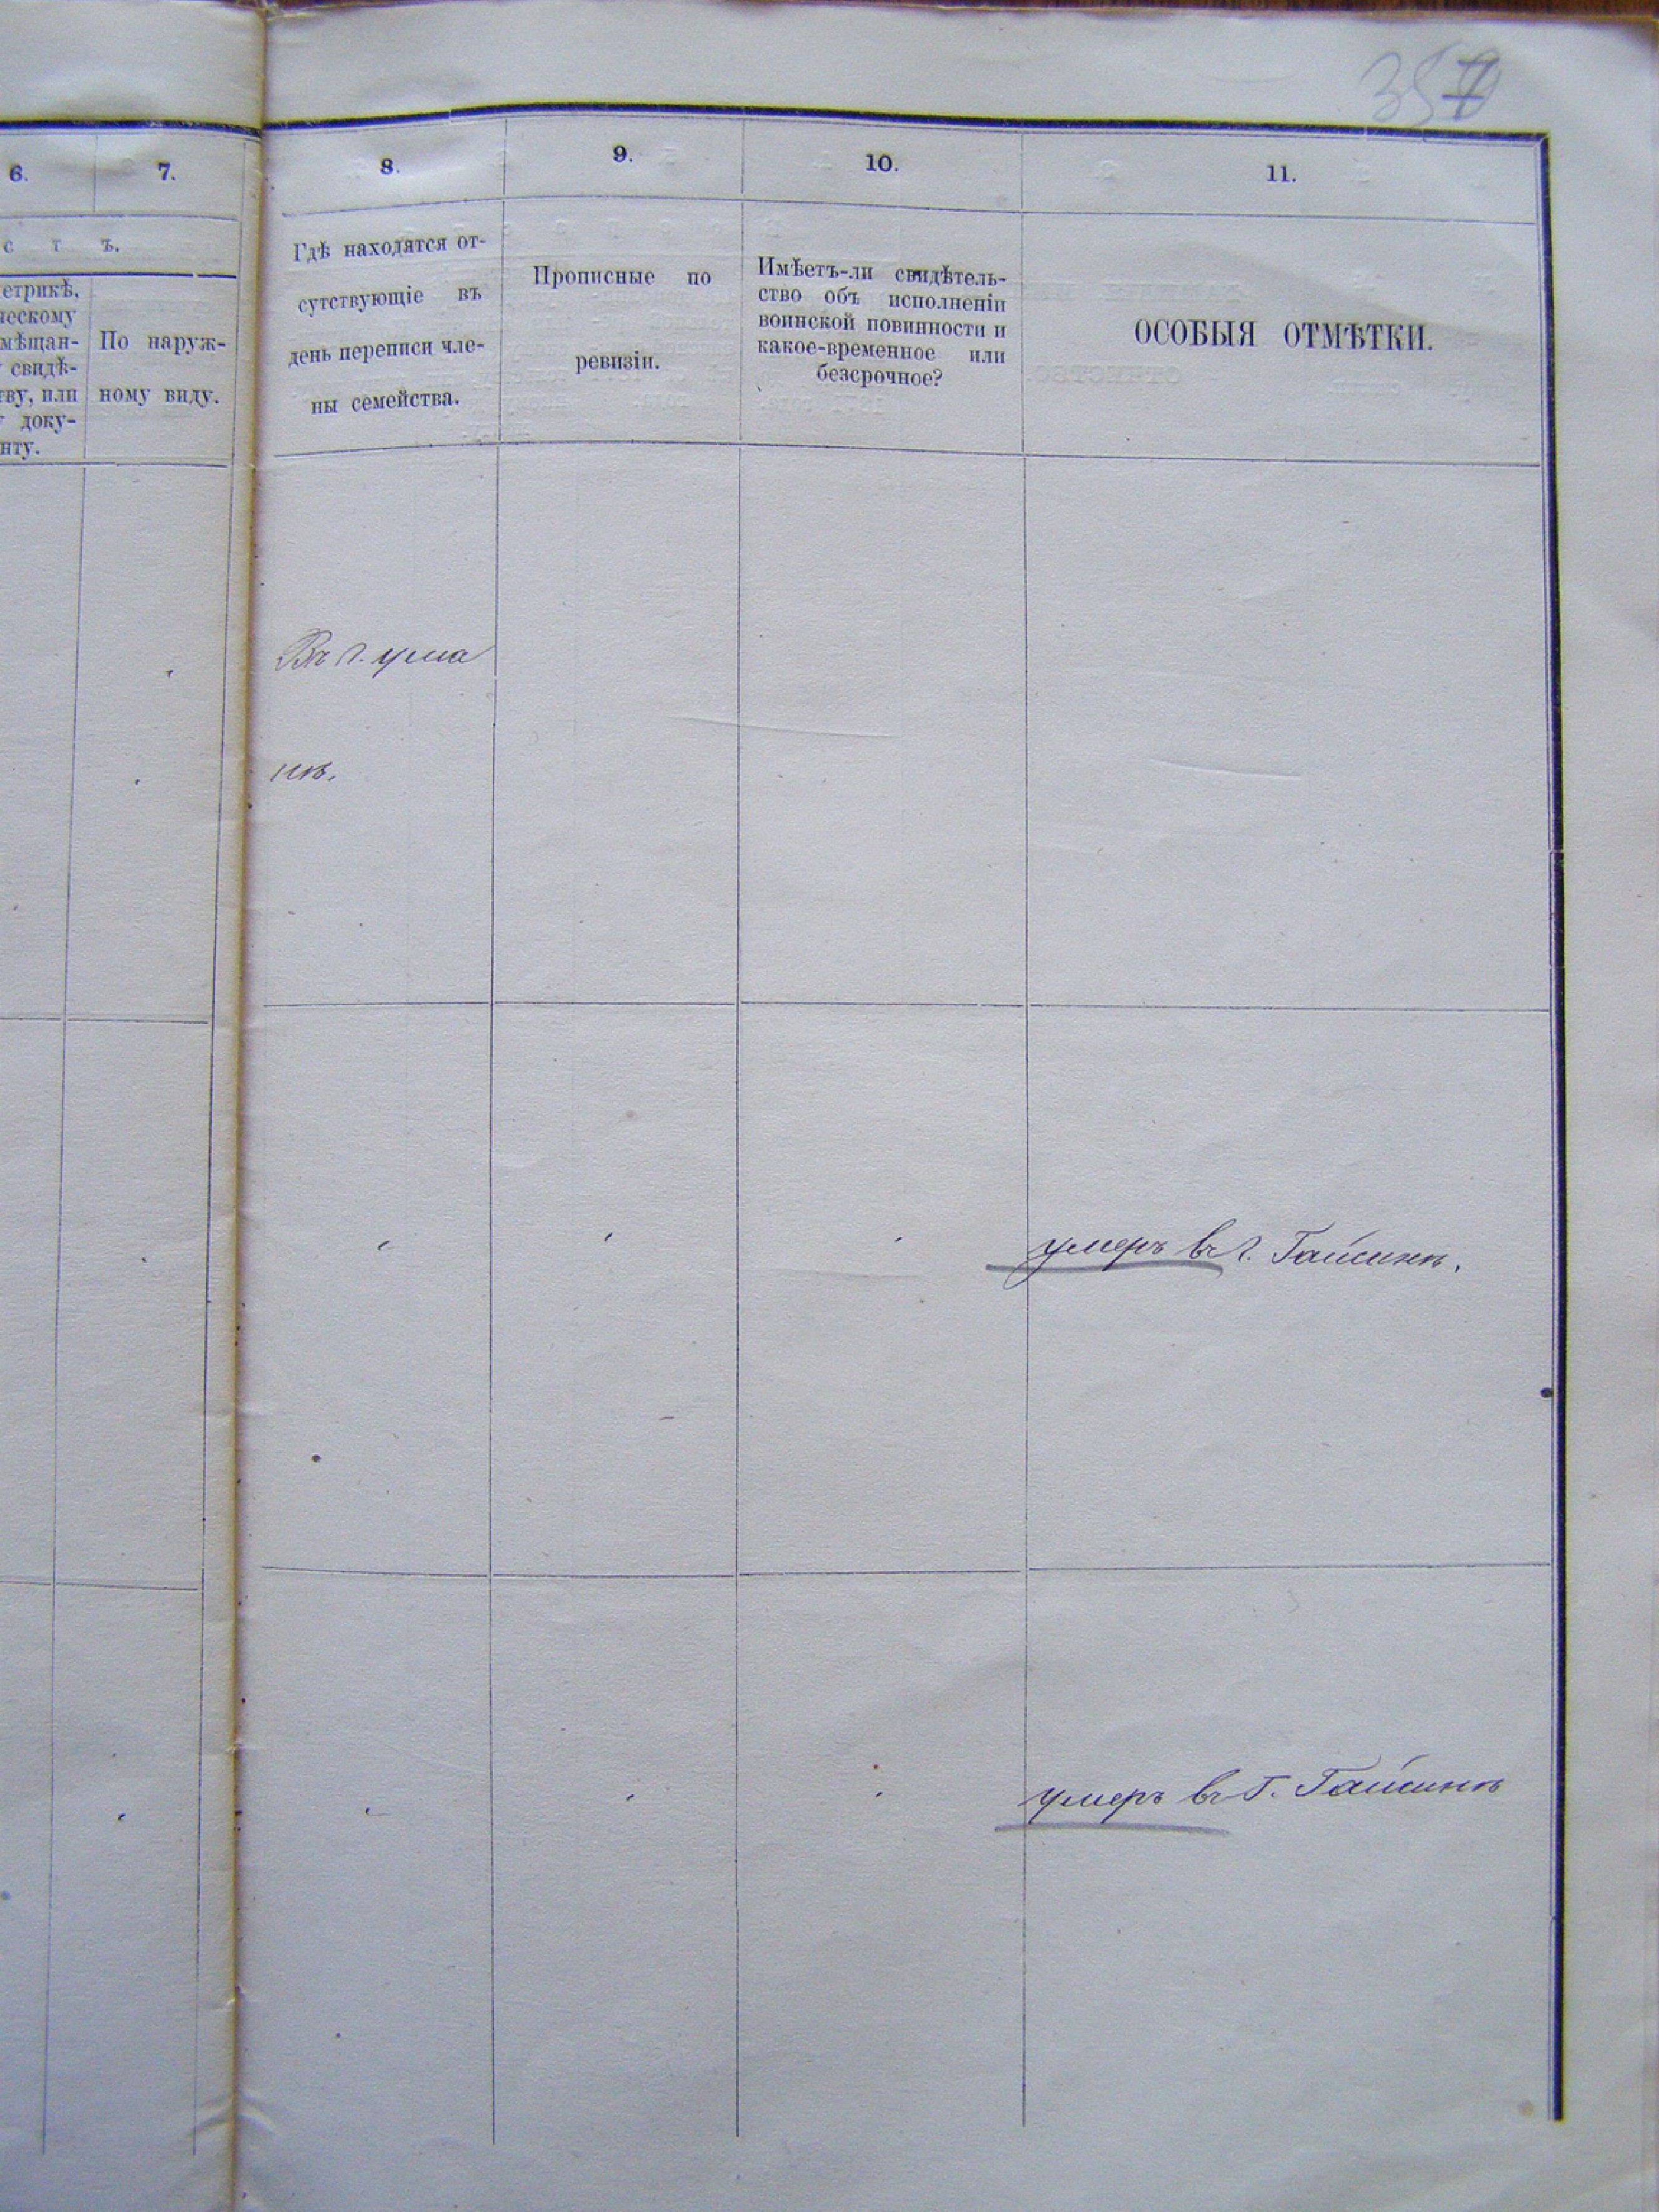 6.
7.
8.
9.
10.
11.
с т ъ.
етрикѣ,
ческому
мѣщан-
свидѣ-
тву, или
доку-
нту.
По наруж-
ному виду.
Гдѣ находятся от-
сутствующіе въ
день переписи чле-
ны семейства.
Прописные по
ревизіи.
Имѣетъ-ли свидѣтель-
ство объ исполненіи
воинской повинности и
какое-временное или
безсрочное?
ОСОБЫЯ ОТМѢТКИ.
Въ г. ума
нѣ.
умеръ въ г. Гайсинѣ.
умеръ въ г. Гайсинѣ